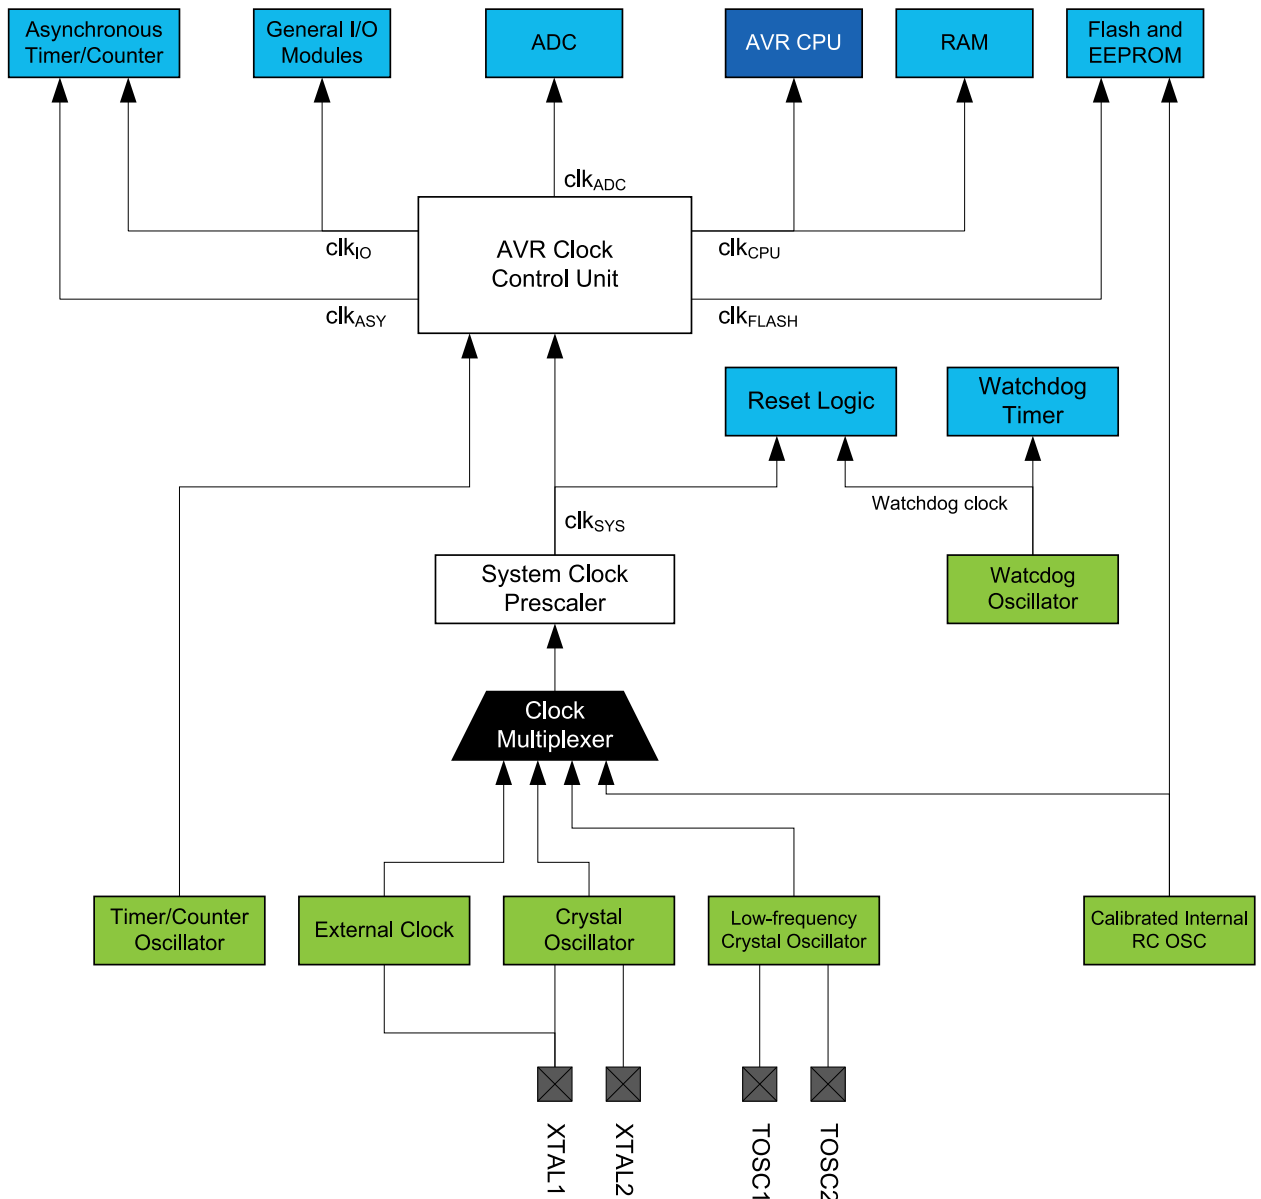 Asynchronous
Timer/Counter
General I/O
Modules
ADC
AVR CPU
RAM
Flash and
EEPROM
clkADC
clkIO
AVR Clock
Control Unit
clkCPU
clkASY
clkFLASH
Reset Logic
Watchdog
Timer
Watchdog clock
clkSYS
System Clock
Prescaler
Watcdog
Oscillator
Clock
Multiplexer
Timer/Counter
Oscillator
External Clock
Crystal
Oscillator
Low-frequency
Crystal Oscillator
Calibrated Internal
RC OSC
XTAL1
XTAL2
TOSC1
TOSC2